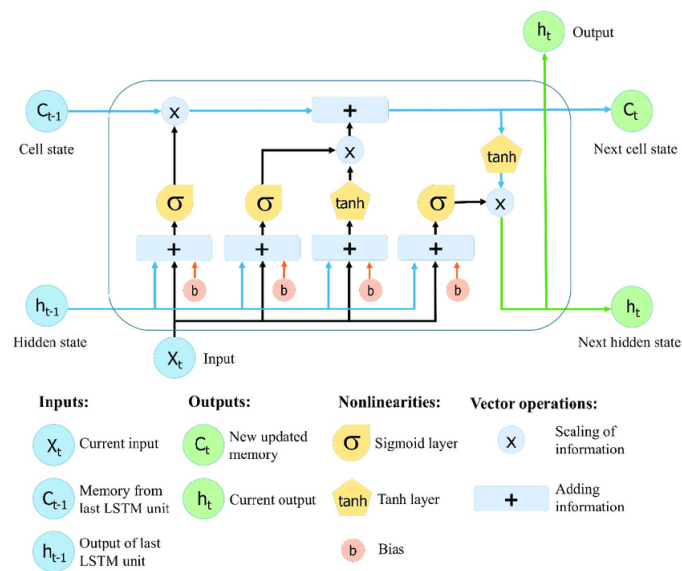 hₜ
Output
Cₜ₋₁
x
+
Cₜ
Cell state
x
tanh
Next cell state
σ
σ
tanh
σ
x
+
+
+
+
b
b
b
b
hₜ₋₁
hₜ
Hidden state
Next hidden state
Xₜ
Input
Inputs:
Outputs:
Nonlinearities:
Vector operations:
Xₜ
Current input
Cₜ
New updated
memory
σ
Sigmoid layer
x
Scaling of
information
Cₜ₋₁
Memory from
last LSTM unit
hₜ
Current output
tanh
Tanh layer
+
Adding
information
hₜ₋₁
Output of last
LSTM unit
b
Bias